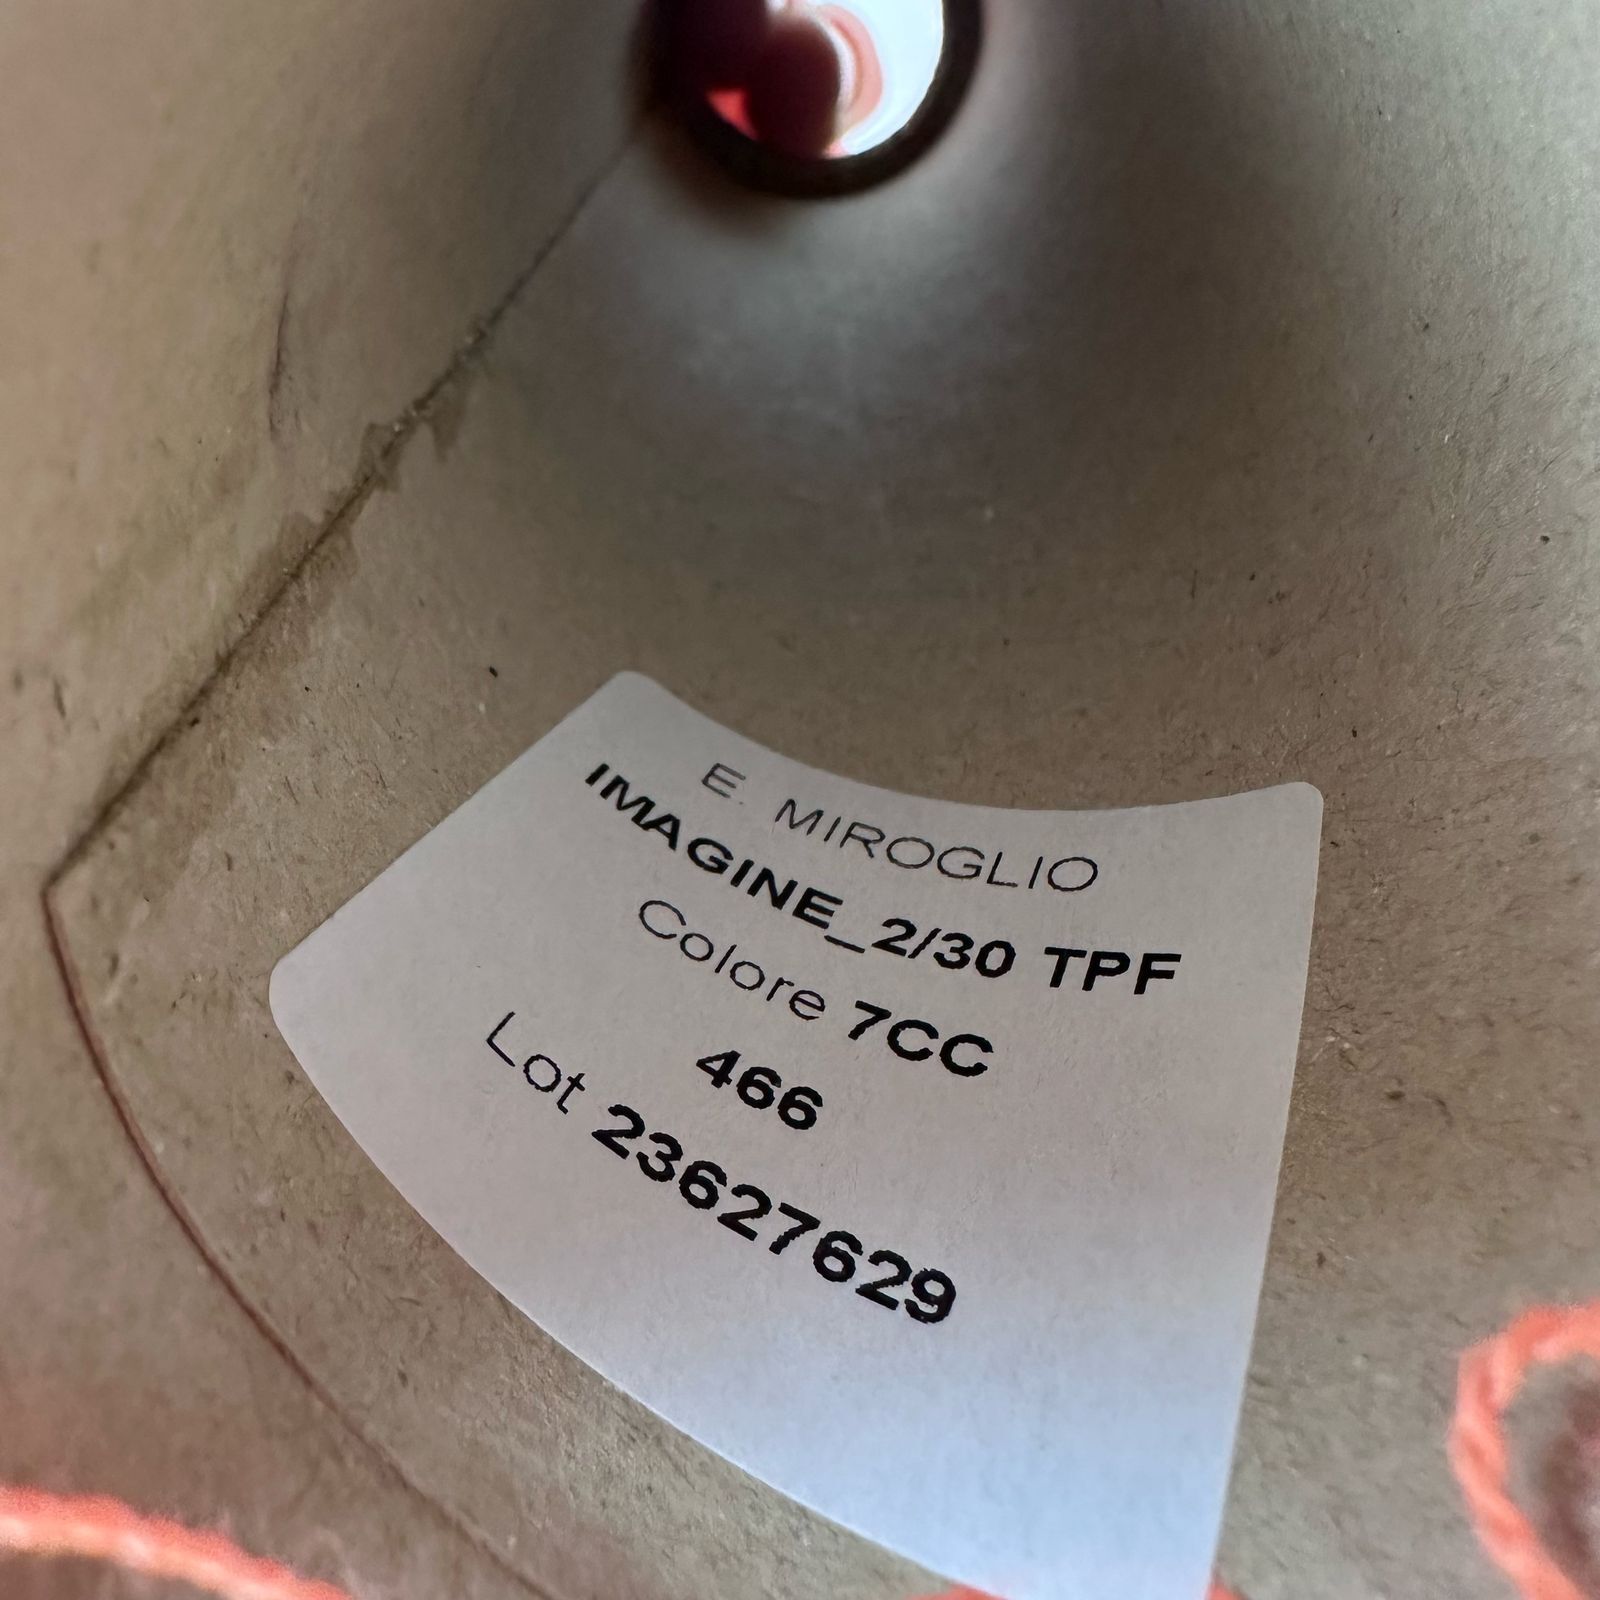 E. MIROGLIO
IMAGINE_2/30 TPF
Colore 7CC
466
Lot 23627629